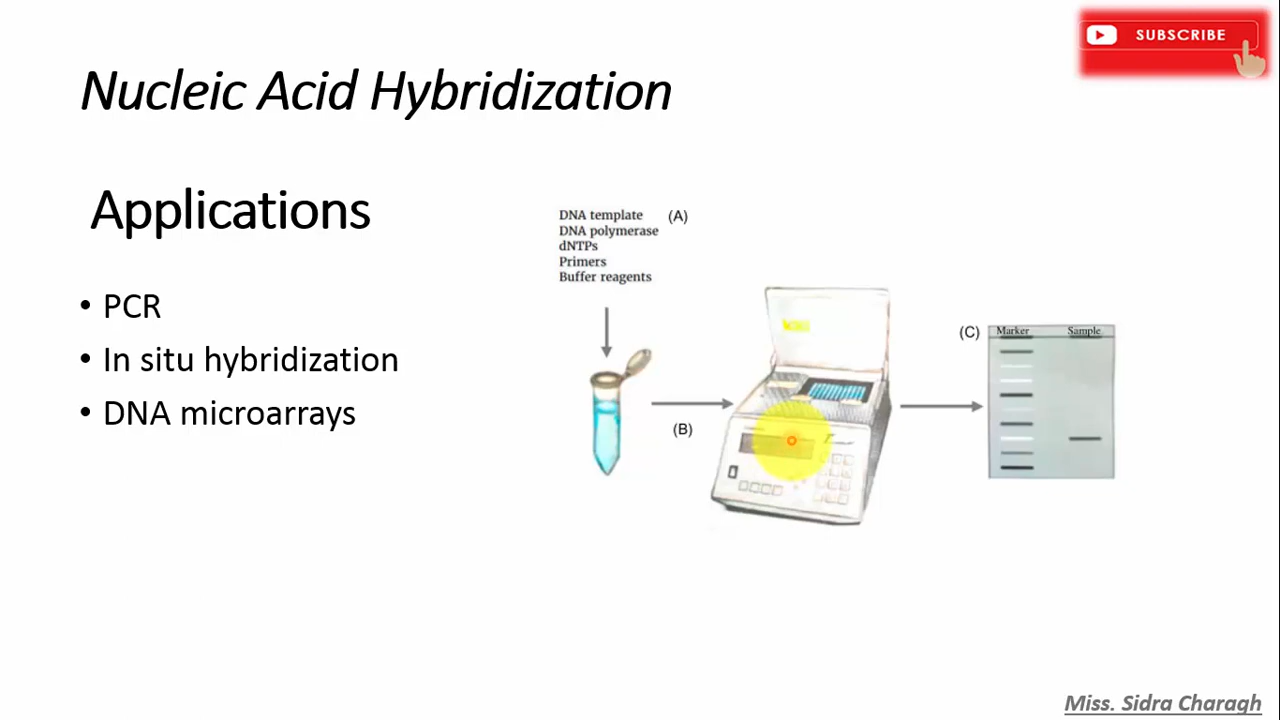 SUBSCRIBE
Nucleic Acid Hybridization
Applications
• PCR
• In situ hybridization
• DNA microarrays
DNA template (A)
DNA polymerase
dNTPs
Primers
Buffer reagents
(B)
(C)
Marker Sample
Miss. Sidra Charagh